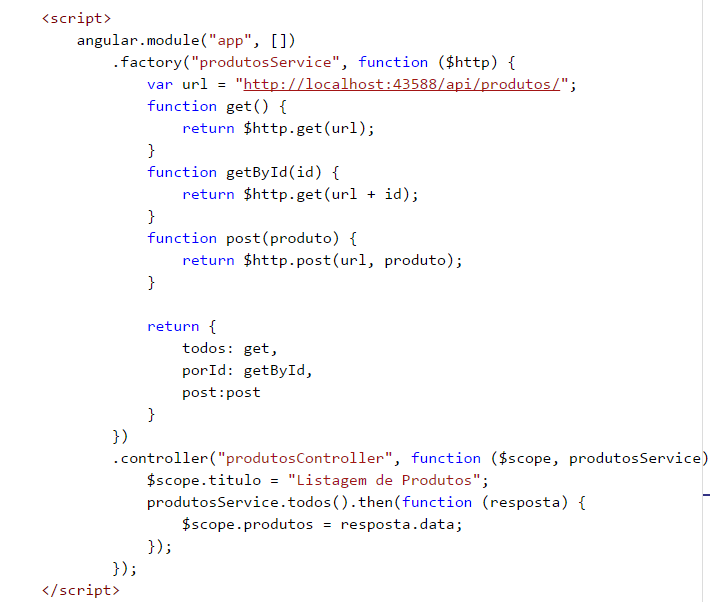 <script>
angular.module("app", [])
.factory("produtosService", function ($http) {
var url = "http://localhost:43588/api/produtos/";
function get() {
return $http.get(url);
}
function getById(id) {
return $http.get(url + id);
}
function post(produto) {
return $http.post(url, produto);
}
return {
todos: get,
porId: getById,
post:post
}
})
.controller("produtosController", function ($scope, produtosService)
$scope.titulo = "Listagem de Produtos";
produtosService.todos().then(function (resposta) {
$scope.produtos = resposta.data;
});
});
</script>